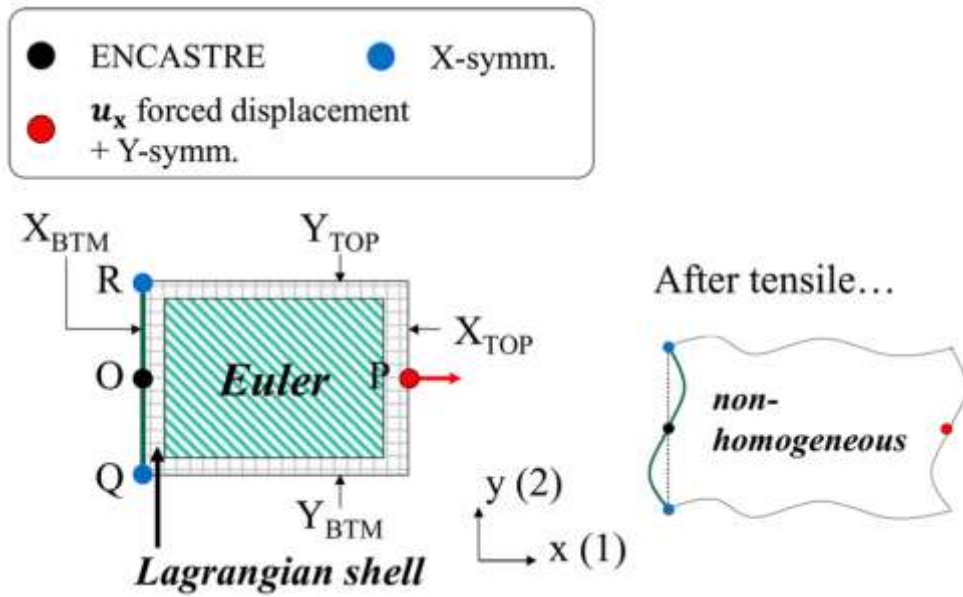 ENCASTRE
X-symm.
u_x forced displacement
+ Y-symm.
X_BTM
Y_TOP
R
After tensile...
X_TOP
O
Euler
P
non-
homogeneous
Q
Y_BTM
y (2)
x (1)
Lagrangian shell